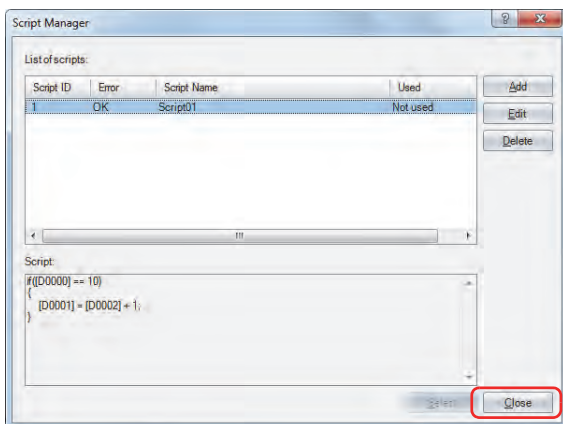 Script Manager
List of scripts:
Script ID Error Script Name Used
1 OK Script01 Not used
Add
Edit
Delete
Script:
if([D0000] == 10)
{
[D0001] = [D0002] + 1;
}
Select Close